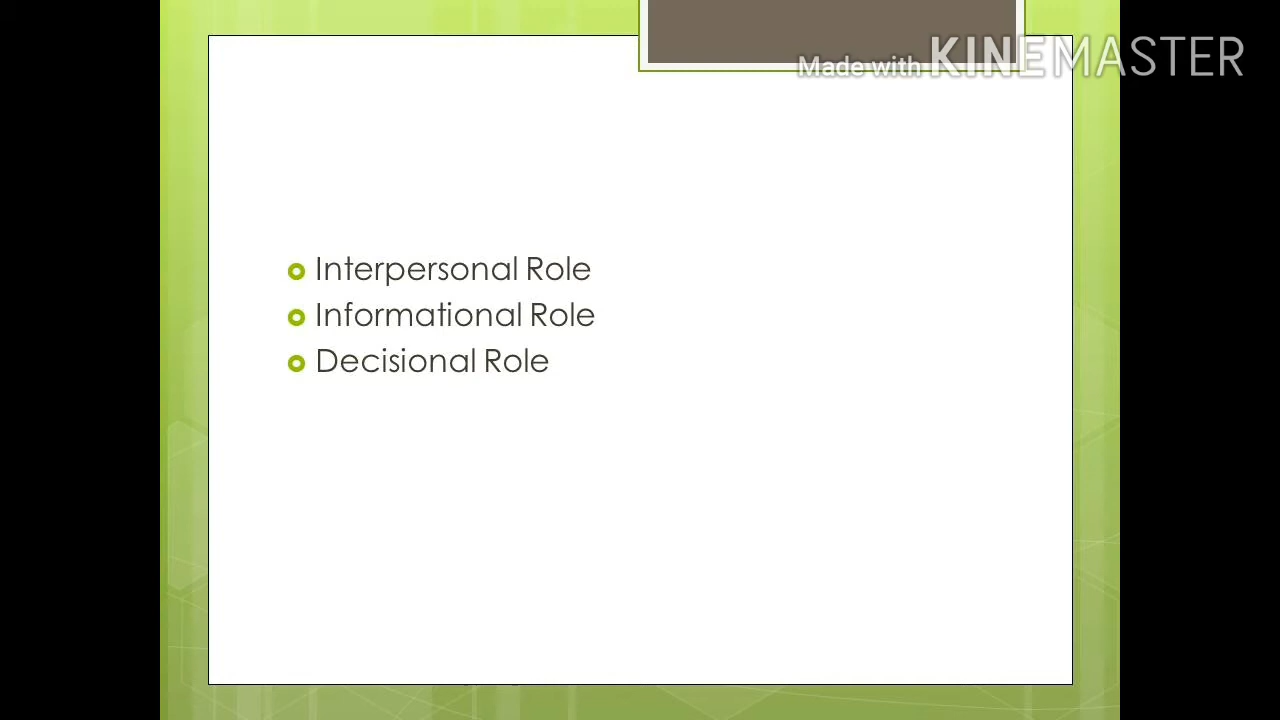 Made with KINEMASTER
Interpersonal Role
Informational Role
Decisional Role